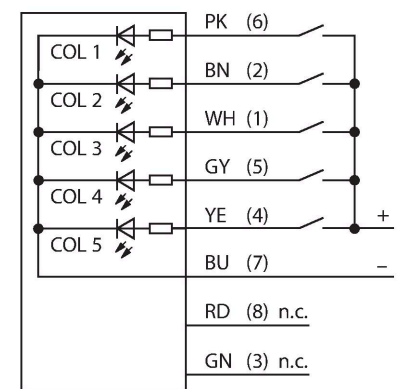 PK (6)
COL 1
BN (2)
COL 2
WH (1)
COL 3
GY (5)
COL 4
YE (4)
+
COL 5
BU (7)
–
RD (8) n.c.
GN (3) n.c.